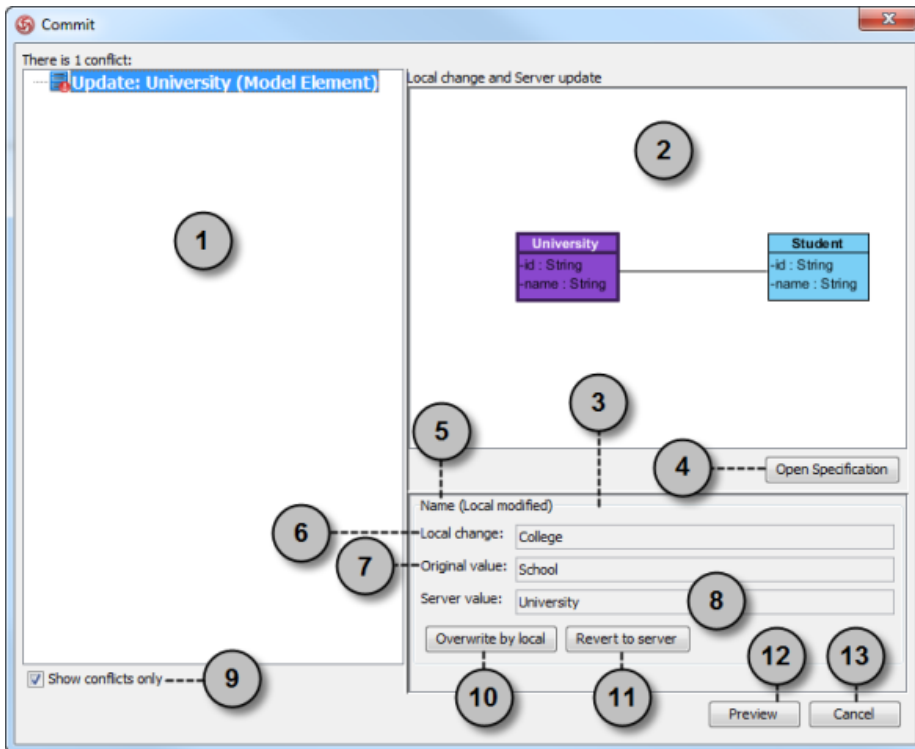 Commit
There is 1 conflict:
Update: University (Model Element)
Local change and Server update
1
2
University
-id : String
-name : String
Student
-id : String
-name : String
3
5
4
Open Specification
Name (Local modified)
6
Local change:
College
7
Original value:
School
Server value:
University
8
Overwrite by local
Revert to server
Show conflicts only
9
10
11
12
13
Preview
Cancel